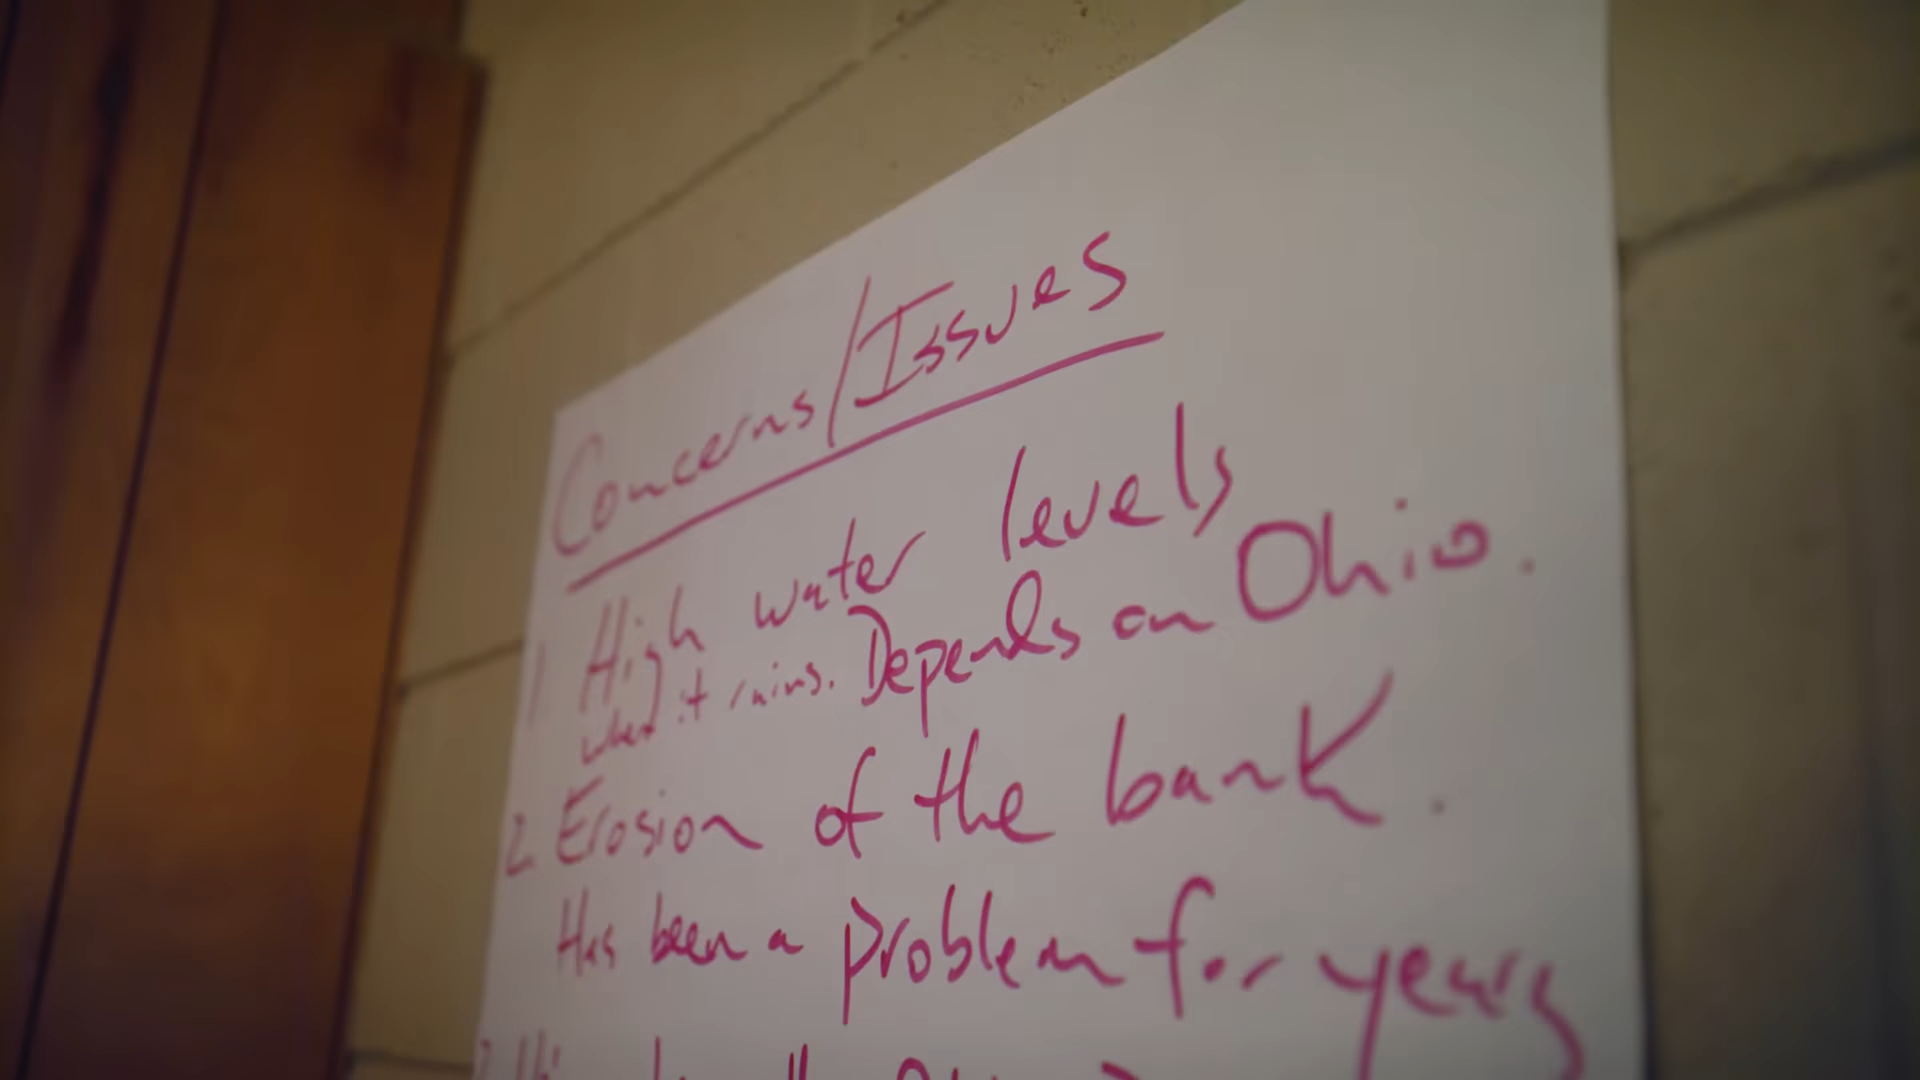 Concerns/Issues
1. High water levels
when it rains. Depends on Ohio.
2. Erosion of the bank.
Has been a problem for years